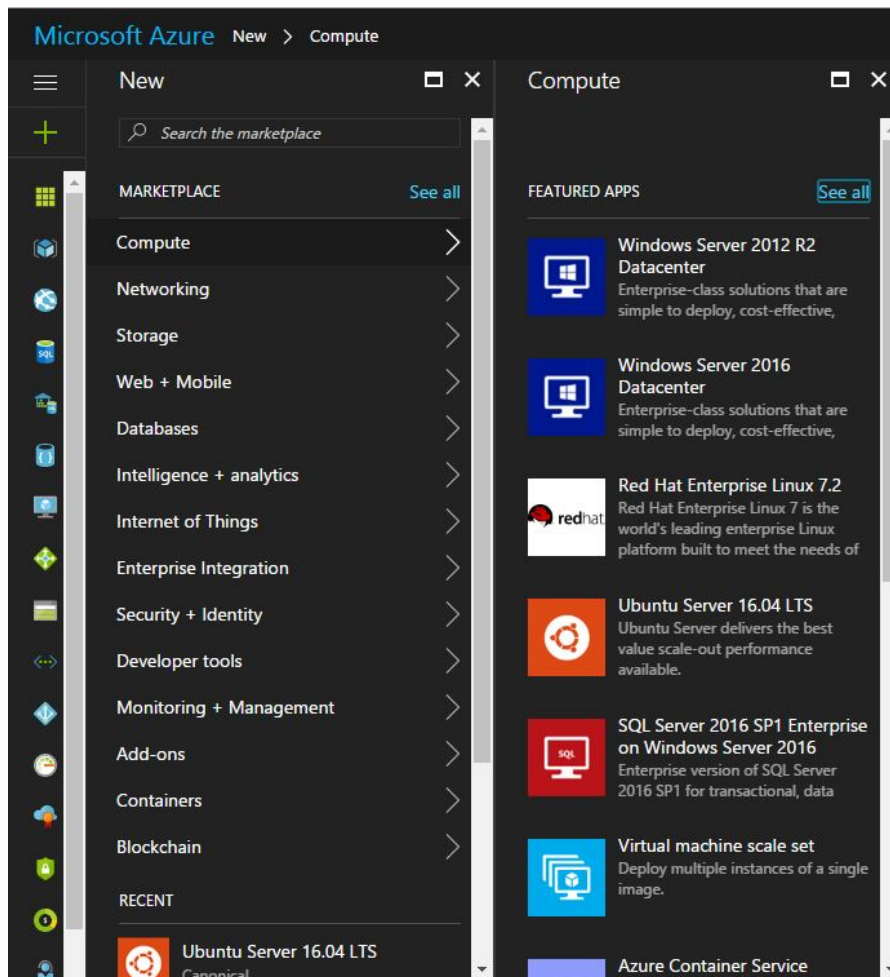 Microsoft Azure New > Compute
New
Search the marketplace
MARKETPLACE See all
Compute
Networking
Storage
Web + Mobile
Databases
Intelligence + analytics
Internet of Things
Enterprise Integration
Security + Identity
Developer tools
Monitoring + Management
Add-ons
Containers
Blockchain
RECENT
Ubuntu Server 16.04 LTS
Canonical
Compute
FEATURED APPS See all
Windows Server 2012 R2
Datacenter
Enterprise-class solutions that are
simple to deploy, cost-effective,
Windows Server 2016
Datacenter
Enterprise-class solutions that are
simple to deploy, cost-effective,
redhat
Red Hat Enterprise Linux 7.2
Red Hat Enterprise Linux 7 is the
world's leading enterprise Linux
platform built to meet the needs of
Ubuntu Server 16.04 LTS
Ubuntu Server delivers the best
value scale-out performance
available.
SQL
SQL Server 2016 SP1 Enterprise
on Windows Server 2016
Enterprise version of SQL Server
2016 SP1 for transactional, data
Virtual machine scale set
Deploy multiple instances of a single
image.
Azure Container Service
SQL